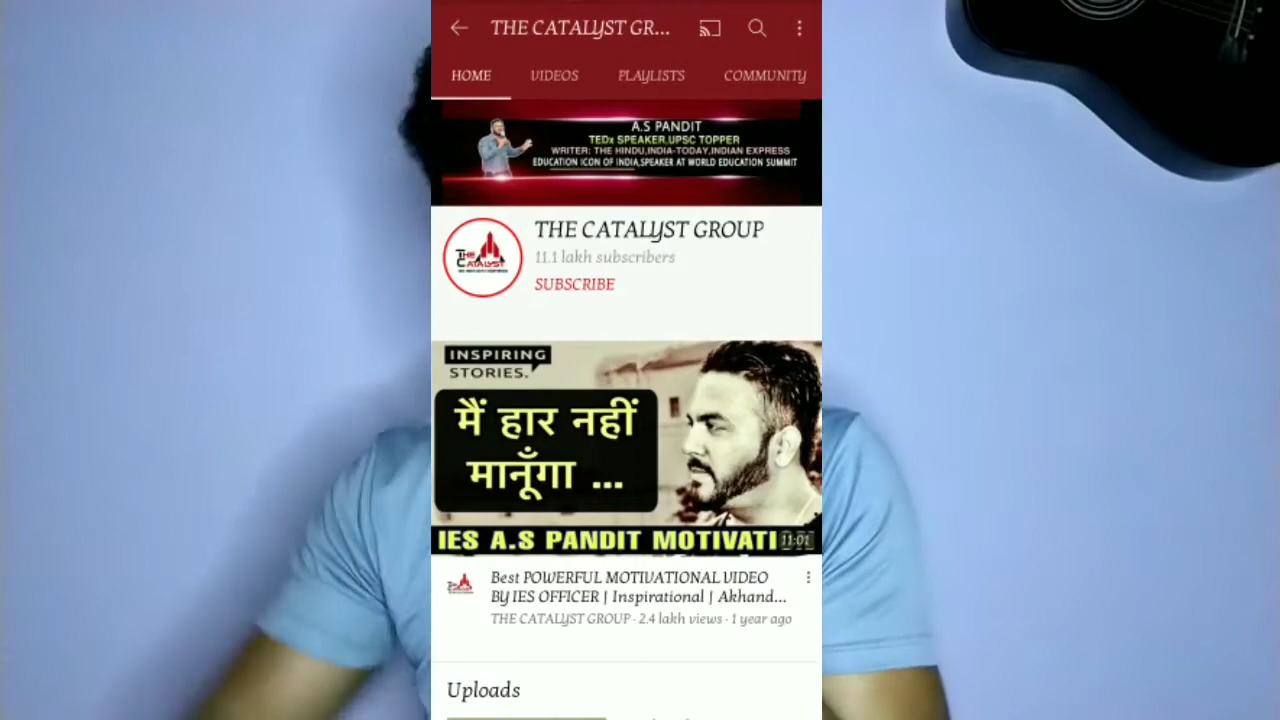 THE CATALYST GR...
HOME VIDEOS PLAYLISTS COMMUNITY
A.S PANDIT
TEDx SPEAKER,UPSC TOPPER
WRITER: THE HINDU,INDIA-TODAY,INDIAN EXPRESS
EDUCATION ICON OF INDIA,SPEAKER AT WORLD EDUCATION SUMMIT
THE CATALYST GROUP
11.1 lakh subscribers
THE CATALYST
SUBSCRIBE
INSPIRING
STORIES.
मैं हार नहीं
मानूँगा ...
IES A.S PANDIT MOTIVATI
11:01
Best POWERFUL MOTIVATIONAL VIDEO
BY IES OFFICER | Inspirational | Akhand...
THE CATALYST GROUP · 2.4 lakh views · 1 year ago
Uploads